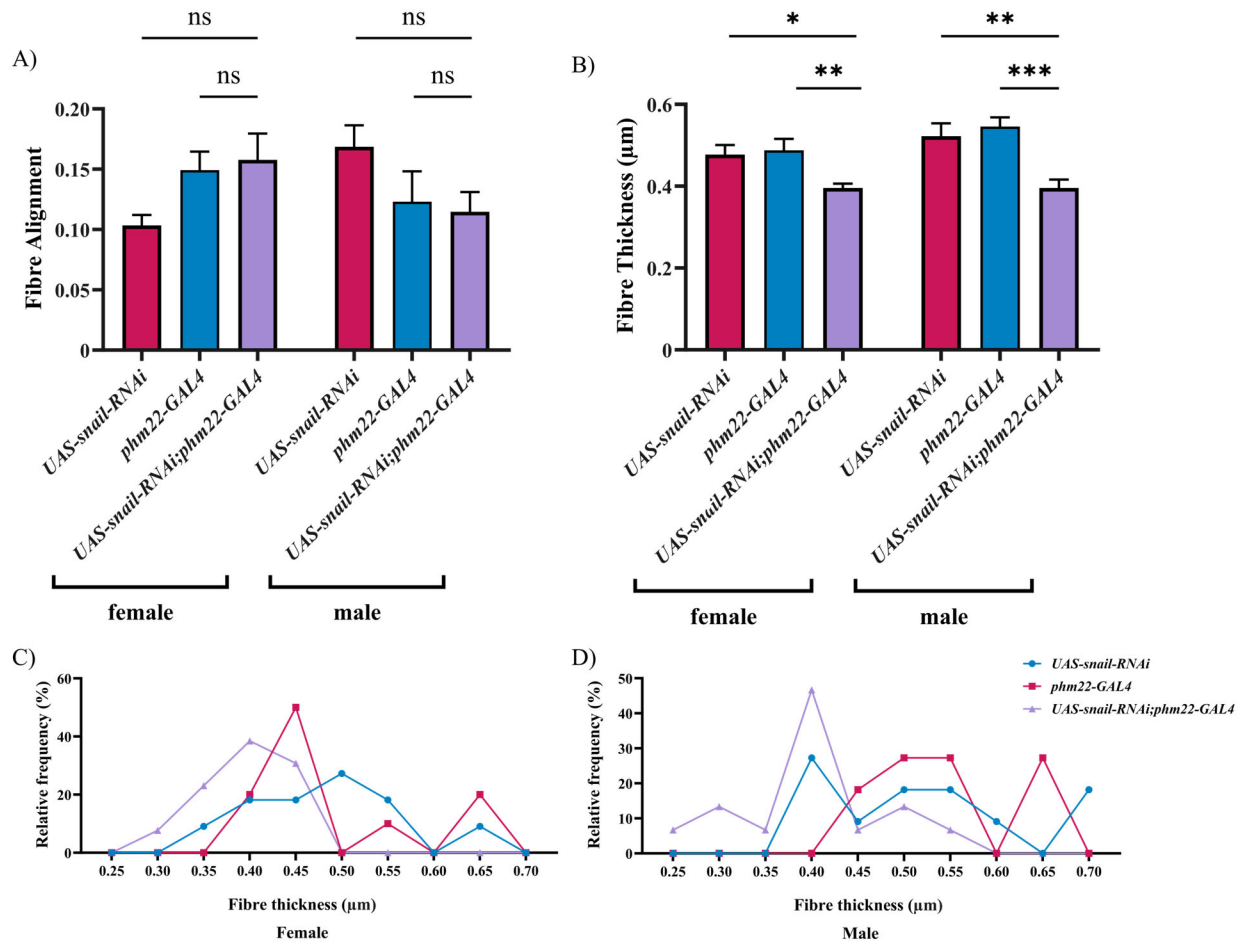 A)
ns
ns
ns
ns
Fibre Alignment
0.20
0.15
0.10
0.05
0
UAS-snail-RNAi
phm22-GAL4
UAS-snail-RNAi;phm22-GAL4
UAS-snail-RNAi
phm22-GAL4
UAS-snail-RNAi;phm22-GAL4
female
male
B)
*
**
**
***
Fibre Thickness (µm)
0.6
0.4
0.2
0
UAS-snail-RNAi
phm22-GAL4
UAS-snail-RNAi;phm22-GAL4
UAS-snail-RNAi
phm22-GAL4
UAS-snail-RNAi;phm22-GAL4
female
male
C)
Relative frequency (%)
60
40
20
0
0.25 0.30 0.35 0.40 0.45 0.50 0.55 0.60 0.65 0.70
Fibre thickness (µm)
Female
D)
Relative frequency (%)
50
40
30
20
10
0
0.25 0.30 0.35 0.40 0.45 0.50 0.55 0.60 0.65 0.70
Fibre thickness (µm)
Male
UAS-snail-RNAi
phm22-GAL4
UAS-snail-RNAi;phm22-GAL4